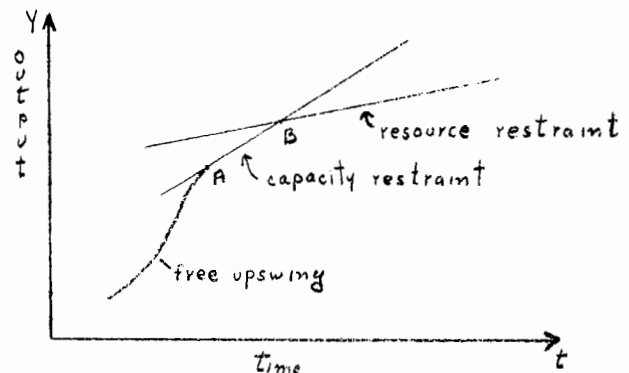 Y
output
B
resource restraint
A
capacity restraint
free upswing
time
t